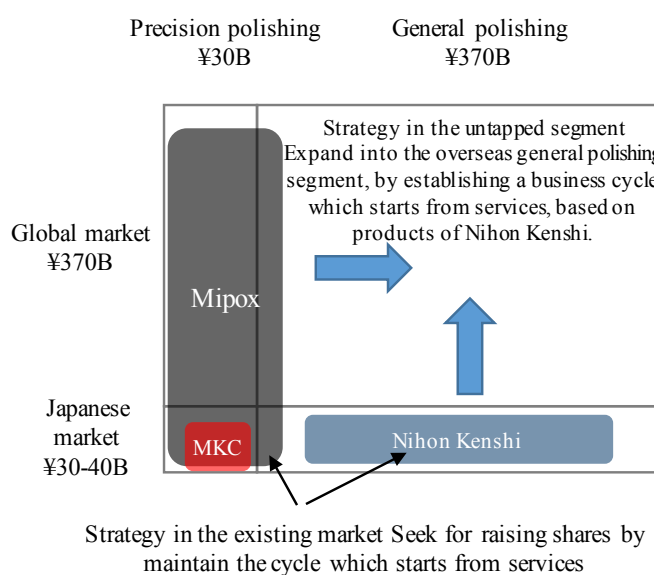 Precision polishing
¥30B
General polishing
¥370B
Strategy in the untapped segment
Expand into the overseas general polishing
segment, by establishing a business cycle
which starts from services, based on
products of Nihon Kenshi.
Global market
¥370B
Mipox
Japanese
market
¥30-40B
MKC
Nihon Kenshi
Strategy in the existing market Seek for raising shares by
maintain the cycle which starts from services